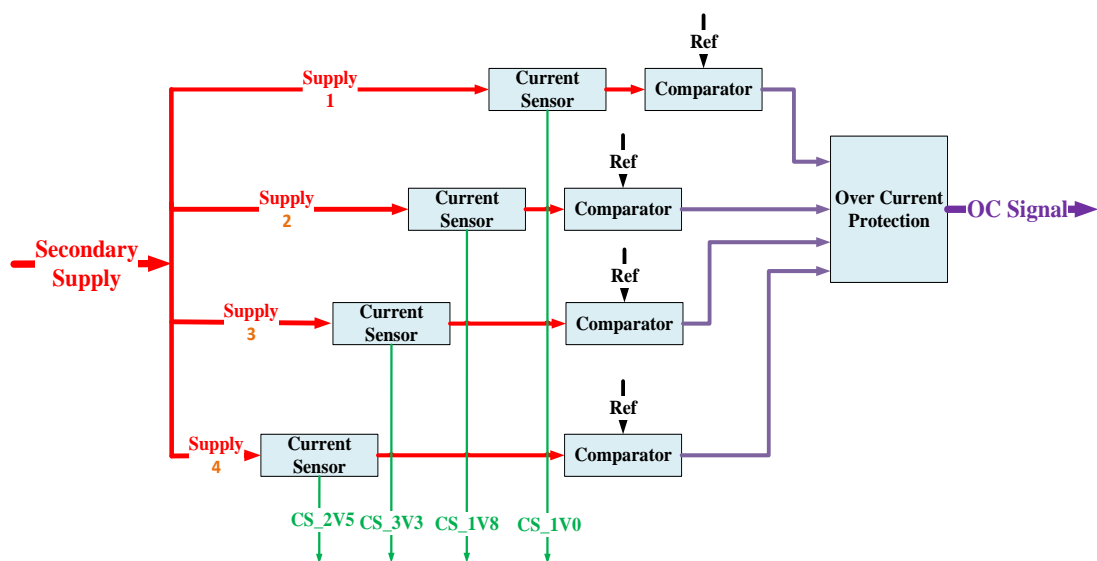 Ref
Supply
1
Current
Sensor
Comparator
Ref
Supply
2
Current
Sensor
Comparator
Over Current
Protection
OC Signal
Secondary
Supply
Ref
Supply
3
Current
Sensor
Comparator
Ref
Supply
4
Current
Sensor
Comparator
CS_2V5
CS_3V3
CS_1V8
CS_1V0